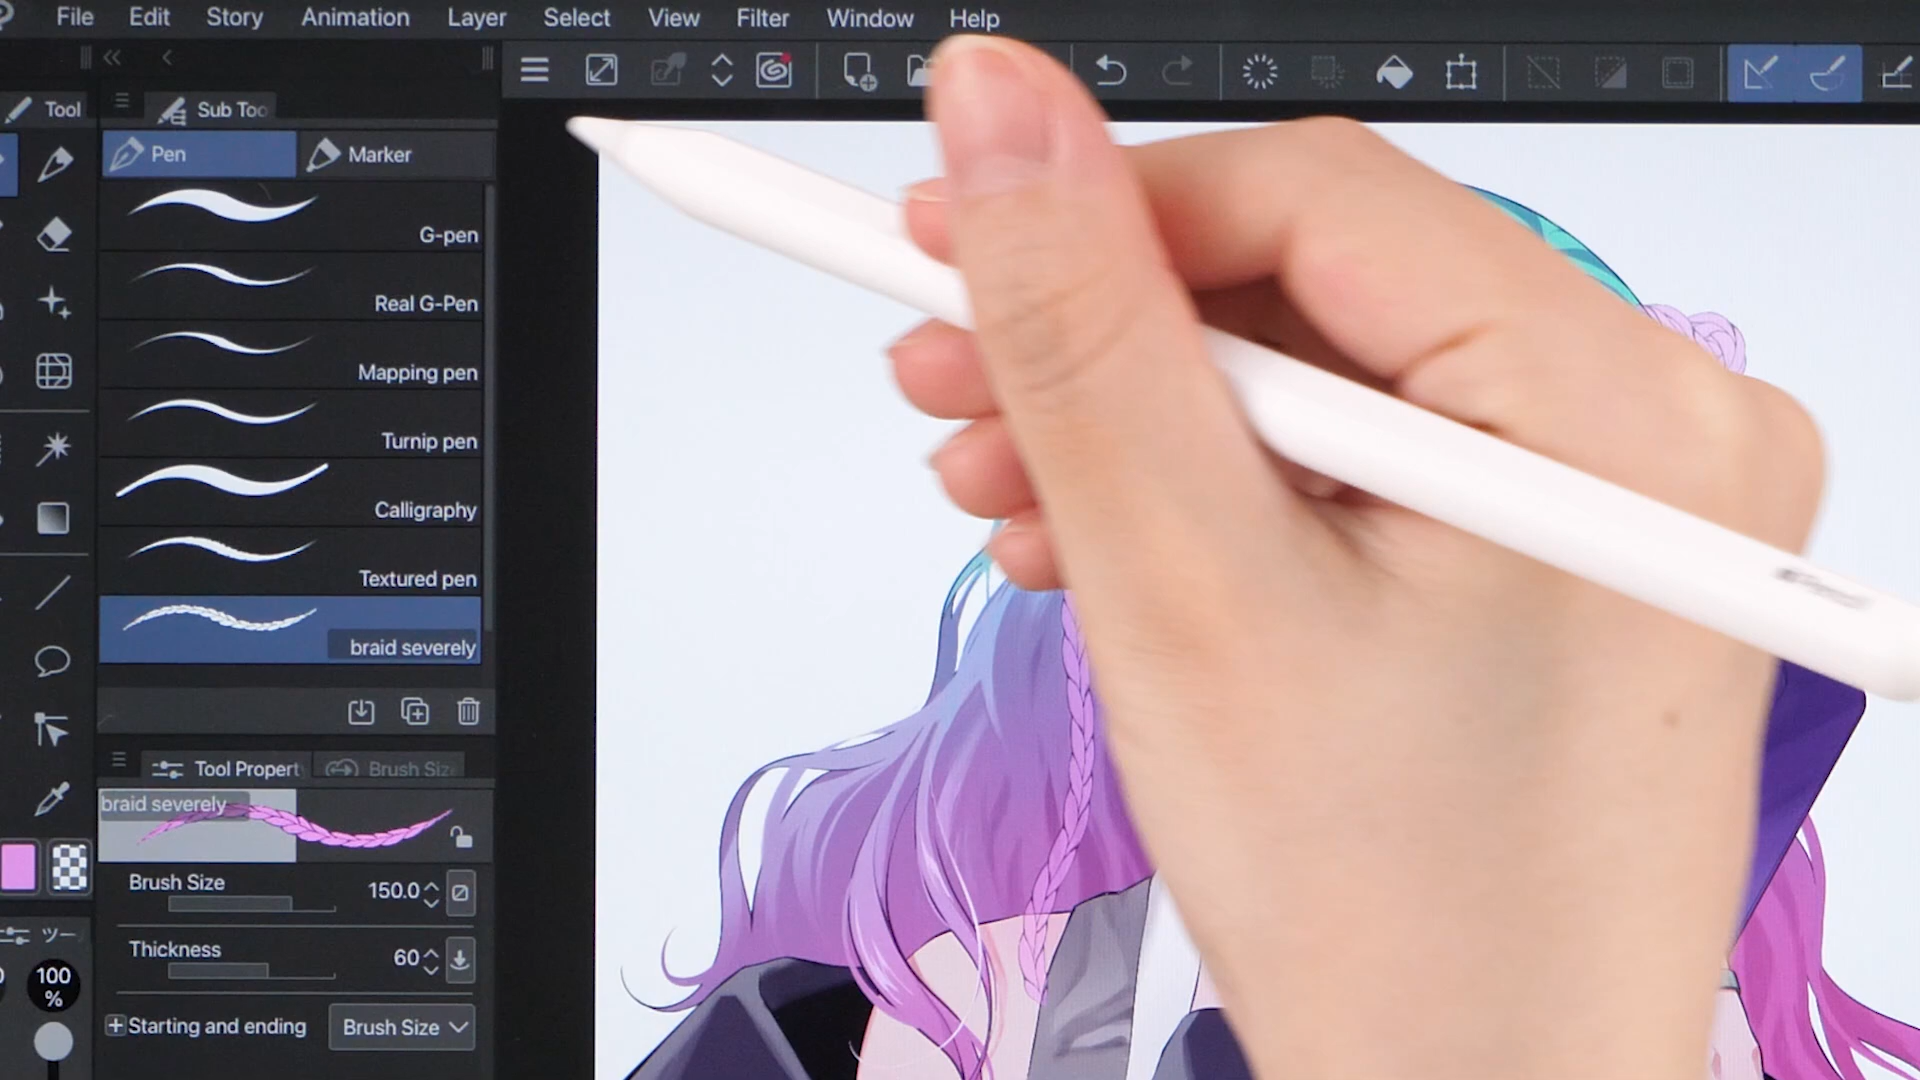 File Edit Story Animation Layer Select View Filter Window Help
Tool
Sub Too
Pen
Marker
G-pen
Real G-Pen
Mapping pen
Turnip pen
Calligraphy
Textured pen
braid severely
Tool Propert
Brush Siz
braid severely
Brush Size 150.0
Thickness 60
Starting and ending Brush Size
ツー
100
%